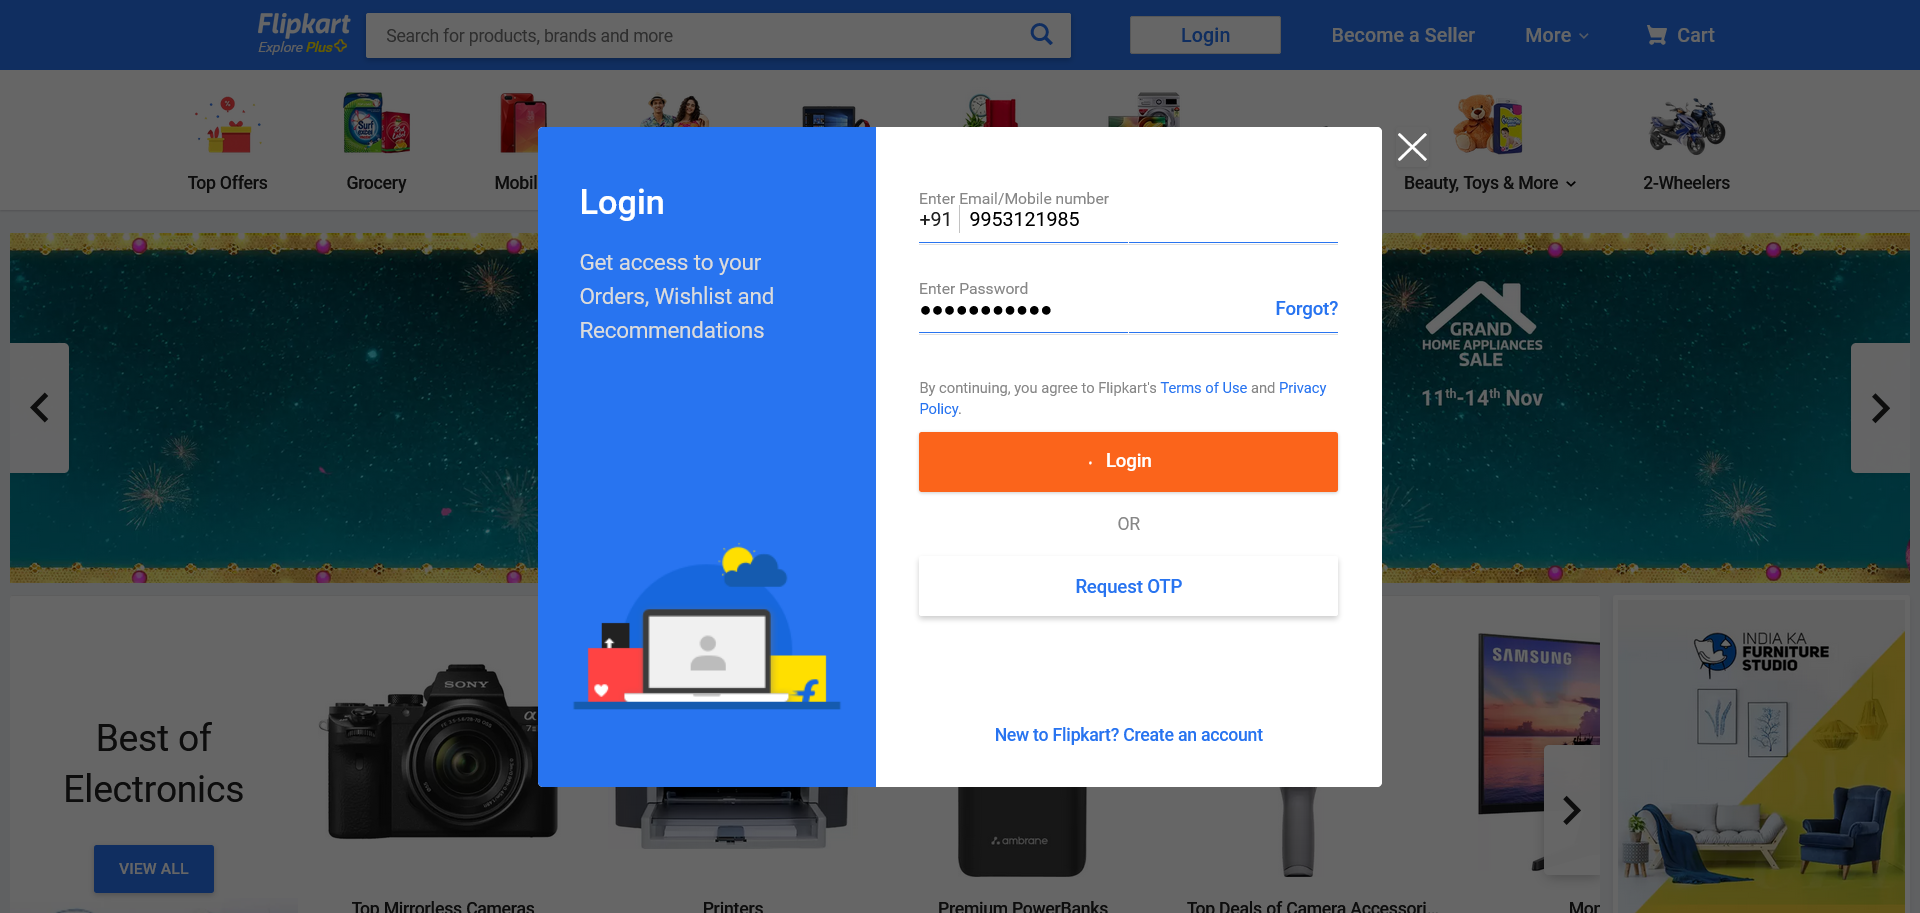 Flipkart
Explore Plus
Search for products, brands and more
Login
Become a Seller
More
Cart
Top Offers
Grocery
Mobil
Beauty, Toys & More
2-Wheelers
Login
Get access to your
Orders, Wishlist and
Recommendations
Enter Email/Mobile number
+91 9953121985
Enter Password
Forgot?
By continuing, you agree to Flipkart's Terms of Use and Privacy
Policy.
Login
OR
Request OTP
New to Flipkart? Create an account
GRAND
HOME APPLIANCES
SALE
11th-14th Nov
Best of
Electronics
VIEW ALL
SONY
Surf
ambrane
SAMSUNG
INDIA KA
FURNITURE
STUDIO
Top Mirrorless Cameras
Printers
Premium PowerBanks
Top Deals of Camera Accessori...
Mor